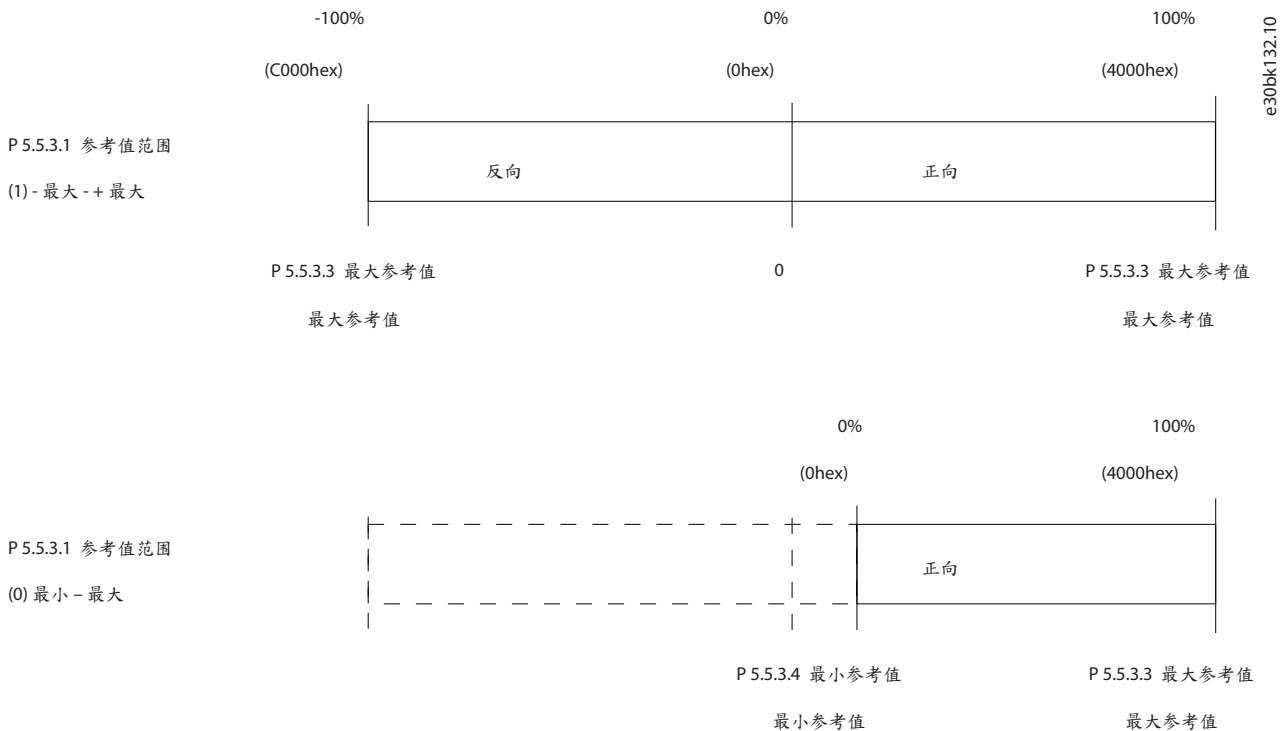 -100% 0% 100%
(C000hex) (0hex) (4000hex)
e30bk132.10
P 5.5.3.1 参考值范围
(1) - 最大 - + 最大
反向 正向
P 5.5.3.3 最大参考值 0 P 5.5.3.3 最大参考值
最大参考值 最大参考值
0% 100%
(0hex) (4000hex)
P 5.5.3.1 参考值范围
(0) 最小 – 最大
正向
P 5.5.3.4 最小参考值 P 5.5.3.3 最大参考值
最小参考值 最大参考值